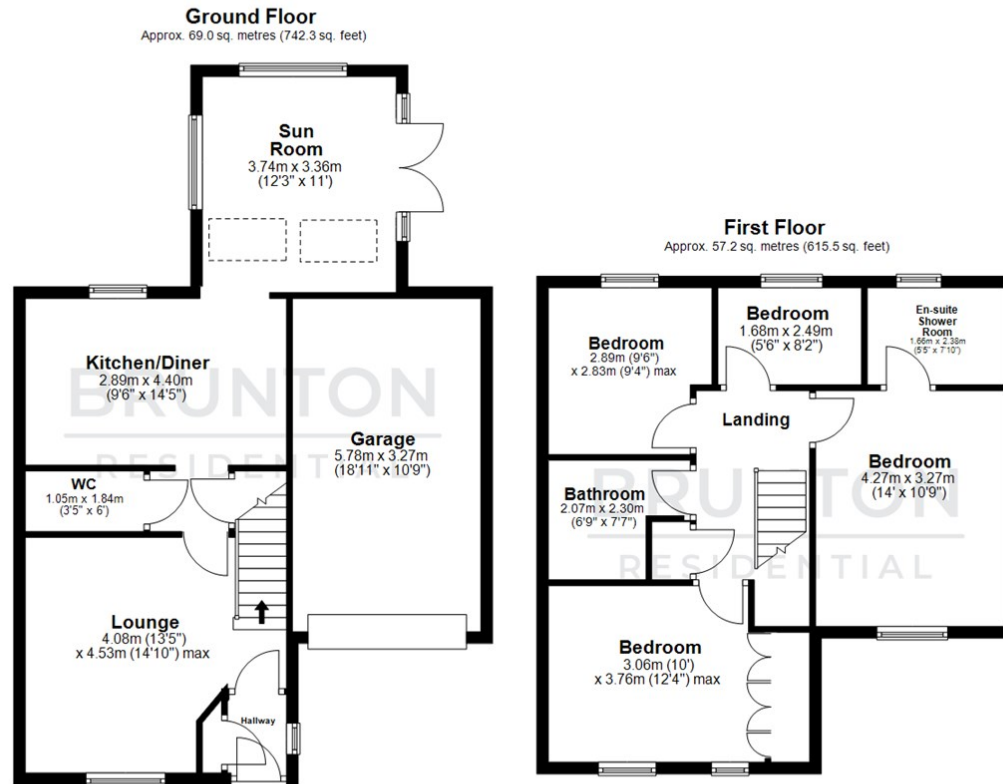 Ground Floor
Approx. 69.0 sq. metres (742.3 sq. feet)
Sun
Room
3.74m x 3.36m
(12'3" x 11')
Kitchen/Diner
2.89m x 4.40m
(9'6" x 14'5")
Garage
5.78m x 3.27m
(18'11" x 10'9")
WC
1.05m x 1.84m
(3'5" x 6')
Lounge
4.08m (13'5")
x 4.53m (14'10") max
Hallway
BRUNTON
RESIDENTIAL
First Floor
Approx. 57.2 sq. metres (615.5 sq. feet)
Bedroom
2.89m (9'6")
x 2.83m (9'4") max
Bedroom
1.68m x 2.49m
(5'6" x 8'2")
En-suite
Shower
Room
1.66m x 2.38m
(5'5" x 7'10")
Landing
Bedroom
4.27m x 3.27m
(14' x 10'9")
Bathroom
2.07m x 2.30m
(6'9" x 7'7")
Bedroom
3.06m (10')
x 3.76m (12'4") max
BRUNTON
RESIDENTIAL